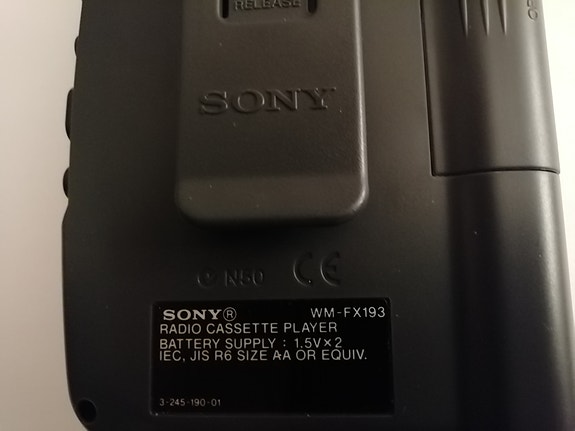 RELEASE
SONY
OPEN
N50 CE
SONY® WM-FX193
RADIO CASSETTE PLAYER
BATTERY SUPPLY : 1.5V×2
IEC, JIS R6 SIZE AA OR EQUIV.
3-245-190-01